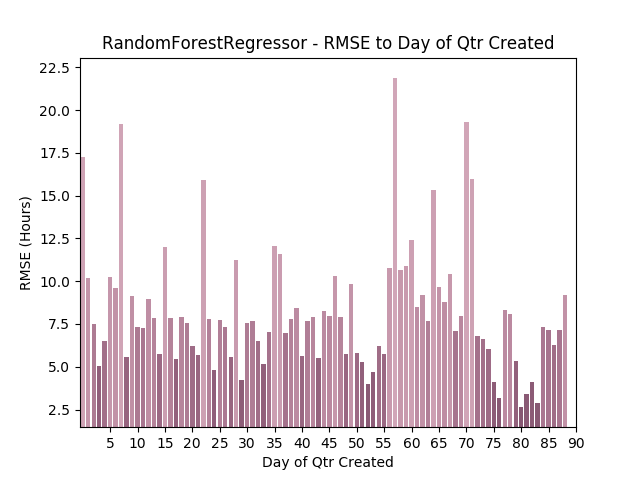 RandomForestRegressor - RMSE to Day of Qtr Created
RMSE (Hours)
22.5
20.0
17.5
15.0
12.5
10.0
7.5
5.0
2.5
5 10 15 20 25 30 35 40 45 50 55 60 65 70 75 80 85 90
Day of Qtr Created